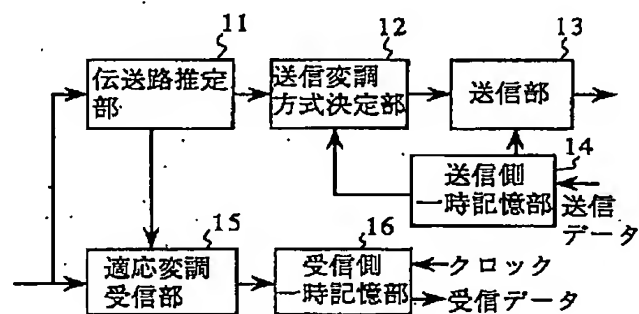 11
伝送路推定
部
12
送信変調
方式決定部
13
送信部
14
送信側
一時記憶部
送信
データ
15
適応変調
受信部
16
受信側
一時記憶部
クロック
受信データ